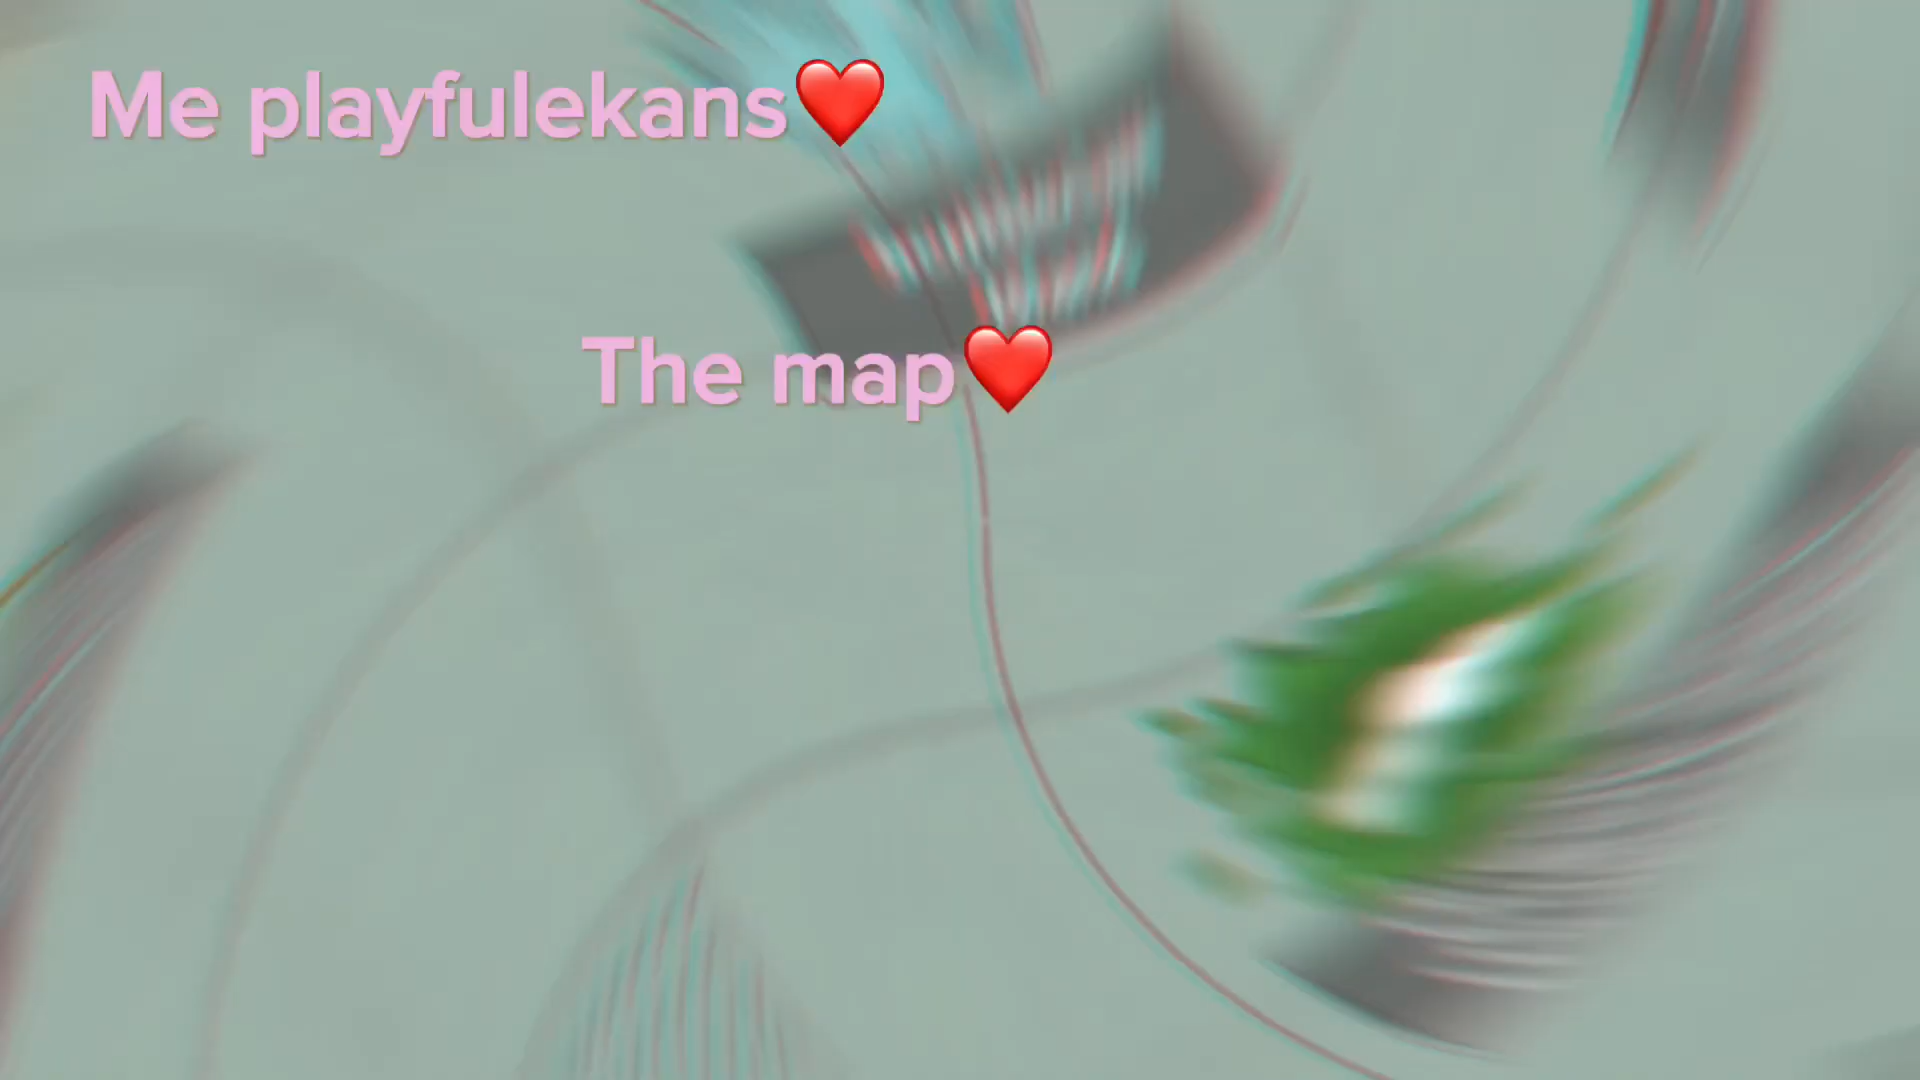 Me playfulekans❤️
The map❤️